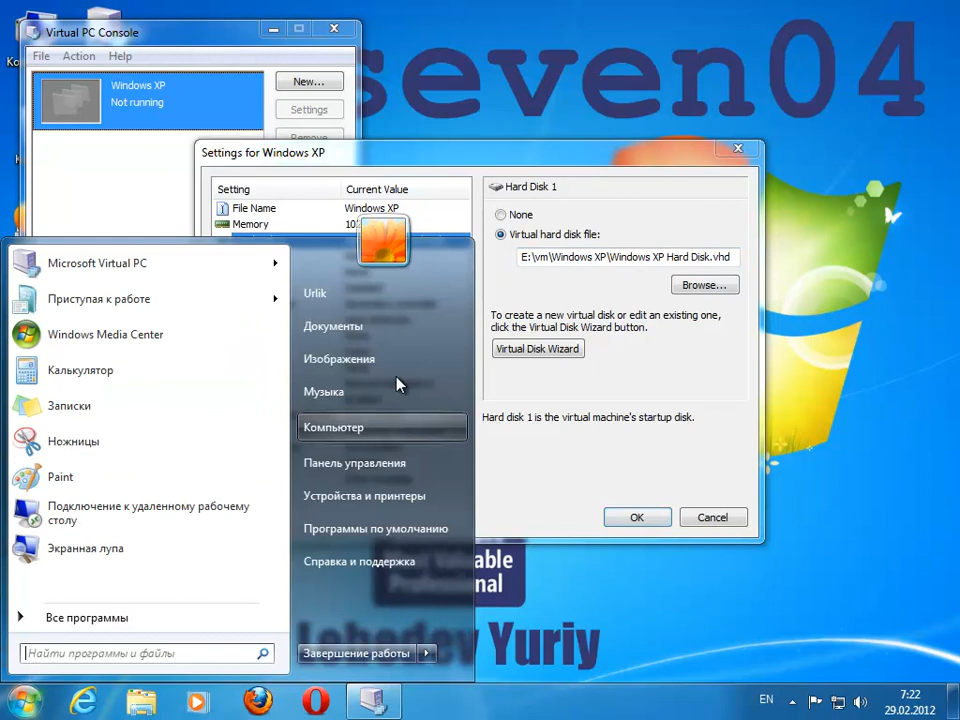 seven04
Virtual PC Console
File Action Help
Windows XP
Not running
New...
Settings
Remove
Settings for Windows XP
Setting Current Value
File Name Windows XP
Memory
Hard Disk 1
None
Virtual hard disk file:
E:\vm\Windows XP\Windows XP Hard Disk.vhd
Browse...
To create a new virtual disk or edit an existing one,
click the Virtual Disk Wizard button.
Virtual Disk Wizard
Hard disk 1 is the virtual machine's startup disk.
OK Cancel
Microsoft Virtual PC
Приступая к работе
Windows Media Center
Калькулятор
Записки
Ножницы
Paint
Подключение к удаленному рабочему
столу
Экранная лупа
Все программы
Найти программы и файлы
Urlik
Документы
Изображения
Музыка
Компьютер
Панель управления
Устройства и принтеры
Программы по умолчанию
Справка и поддержка
Завершение работы
Most Valuable
Professional
Lebedev Yuriy
EN
7:22
29.02.2012